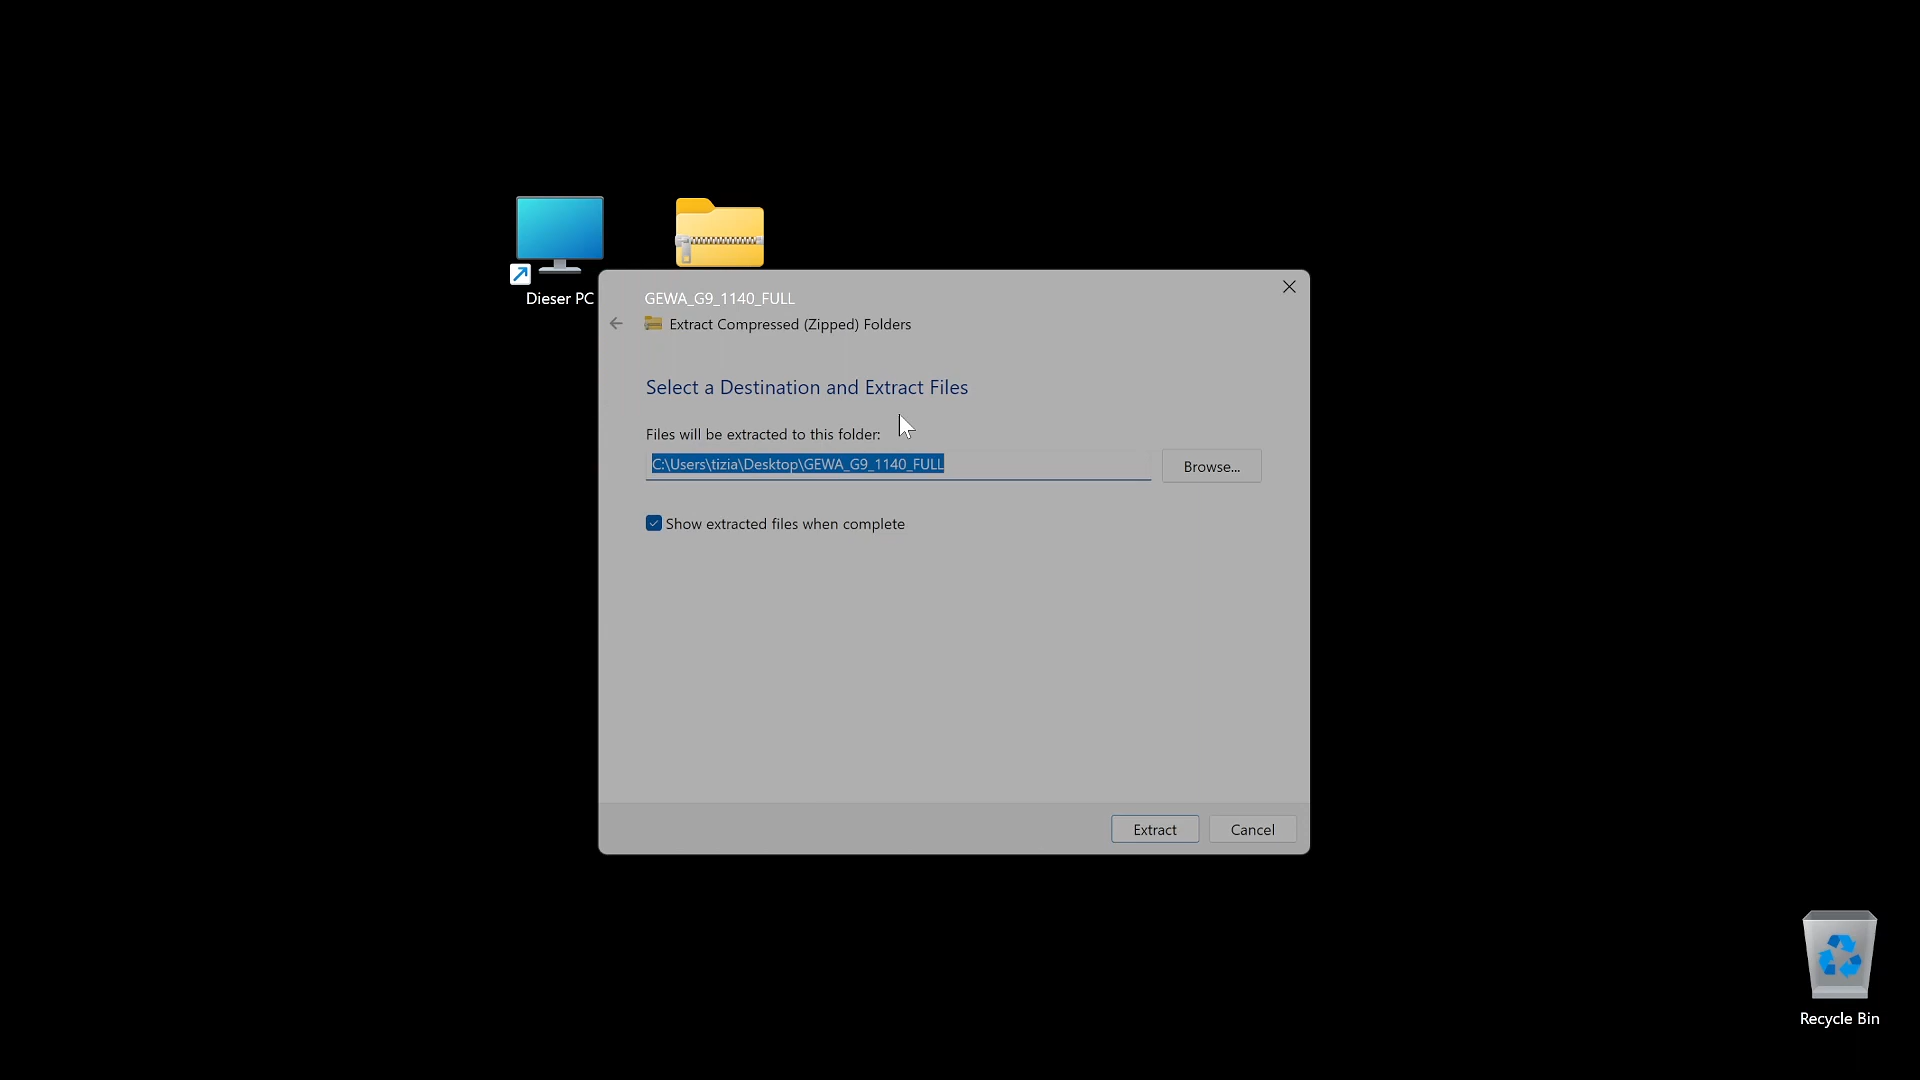 Dieser PC
GEWA_G9_1140_FULL
Extract Compressed (Zipped) Folders
Select a Destination and Extract Files
Files will be extracted to this folder:
C:\Users\tizia\Desktop\GEWA_G9_1140_FULL
Browse...
Show extracted files when complete
Extract
Cancel
Recycle Bin